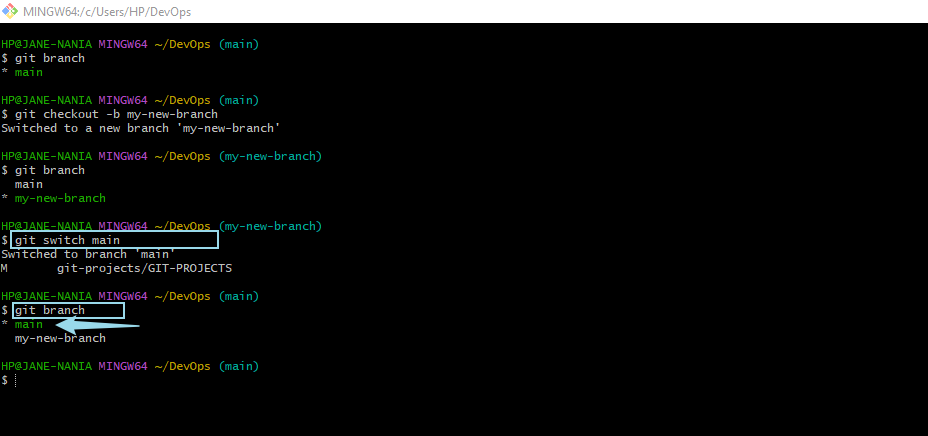 MINGW64:/c/Users/HP/DevOps
HP@JANE-NANIA MINGW64 ~/DevOps (main)
$ git branch
* main
HP@JANE-NANIA MINGW64 ~/DevOps (main)
$ git checkout -b my-new-branch
Switched to a new branch 'my-new-branch'
HP@JANE-NANIA MINGW64 ~/DevOps (my-new-branch)
$ git branch
  main
* my-new-branch
HP@JANE-NANIA MINGW64 ~/DevOps (my-new-branch)
$ git switch main
Switched to branch 'main'
M       git-projects/GIT-PROJECTS
HP@JANE-NANIA MINGW64 ~/DevOps (main)
$ git branch
* main
  my-new-branch
HP@JANE-NANIA MINGW64 ~/DevOps (main)
$